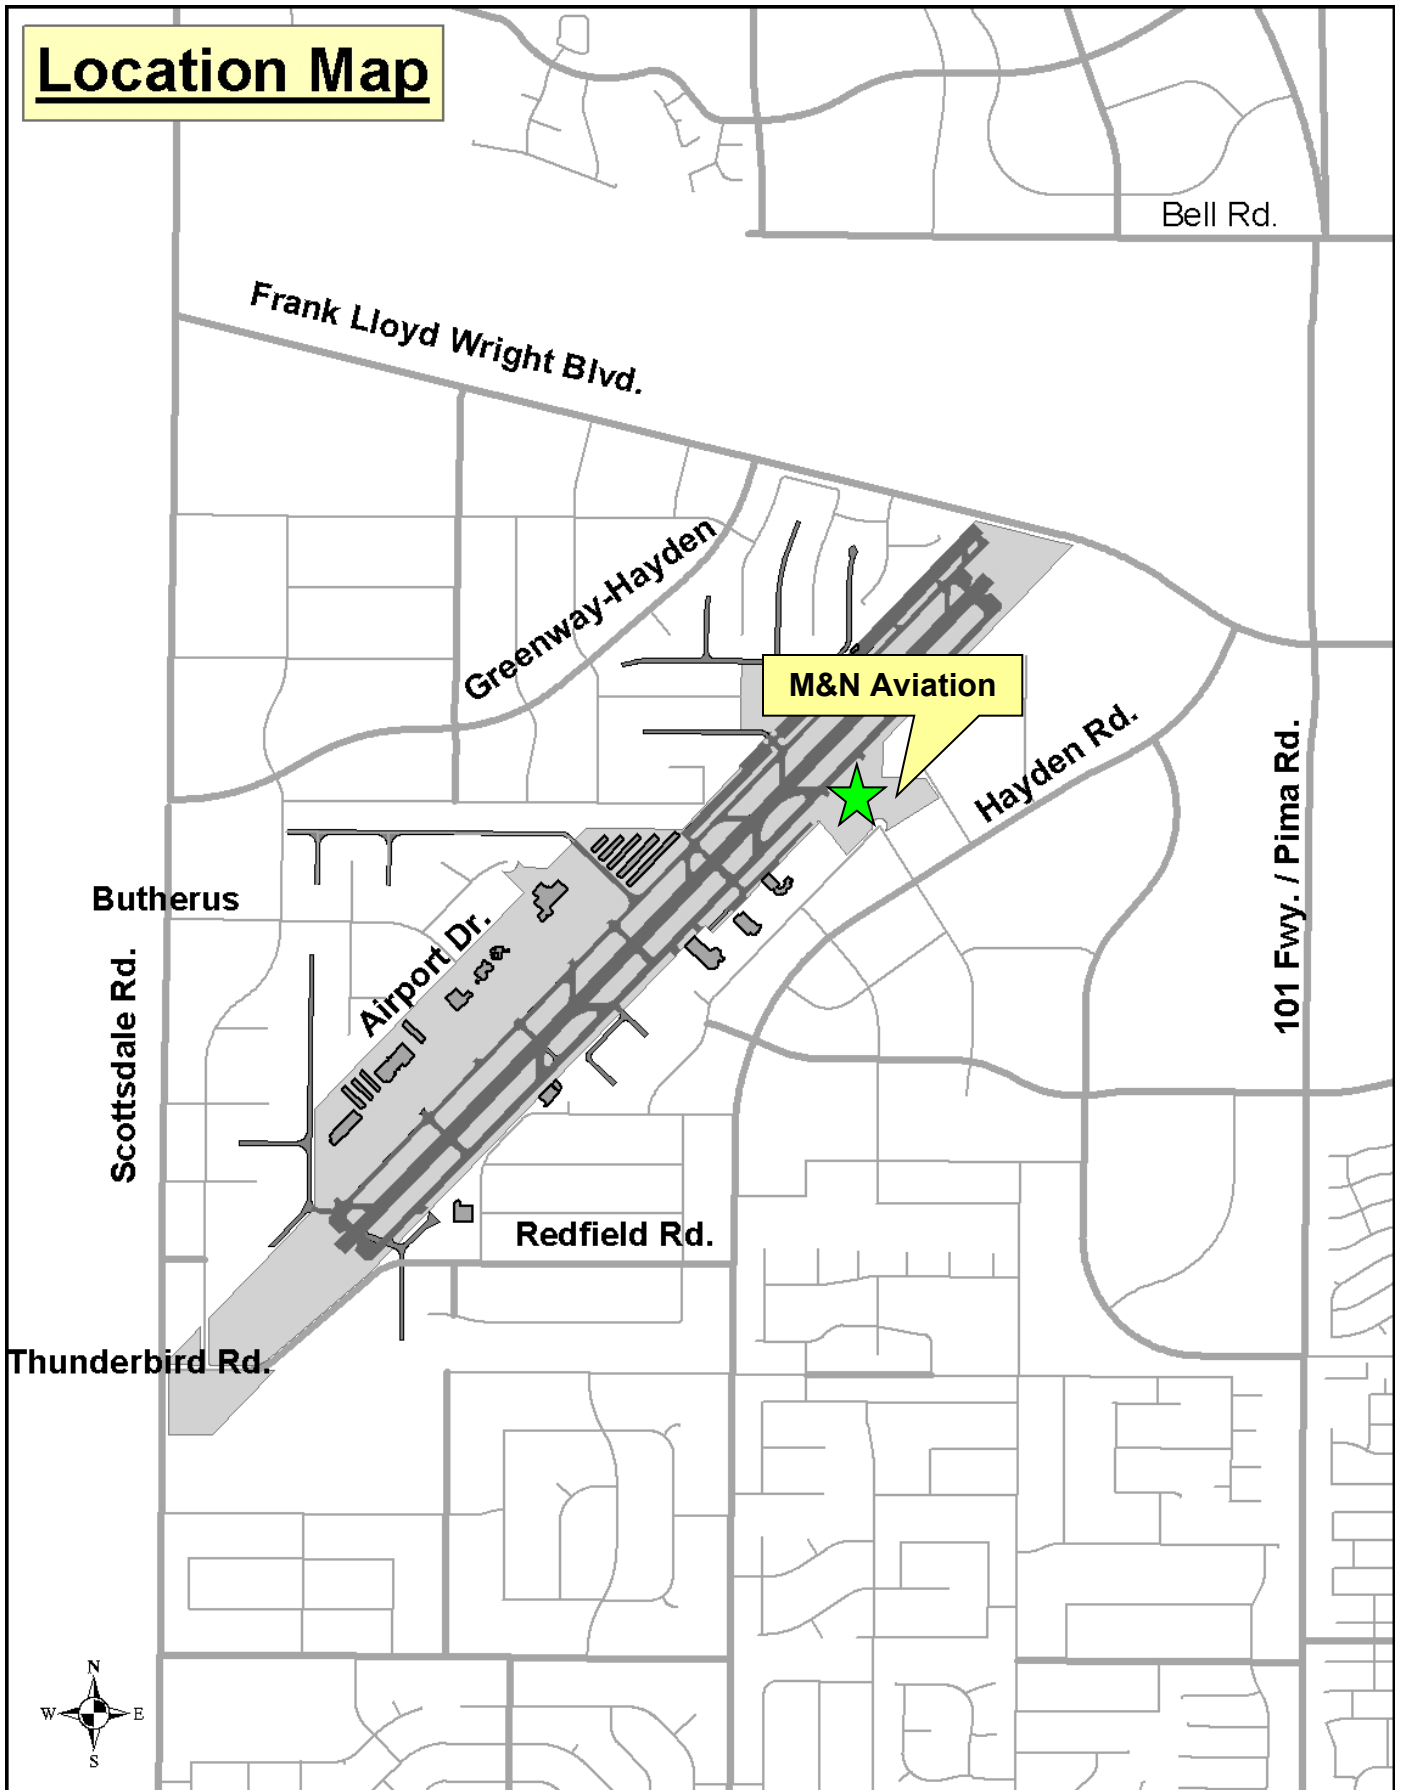 Location Map
Bell Rd.
Frank Lloyd Wright Blvd.
Greenway-Hayden
M&N Aviation
Hayden Rd.
101 Fwy. / Pima Rd.
Butherus
Airport Dr.
Scottsdale Rd.
Redfield Rd.
Thunderbird Rd.
N
W E
S